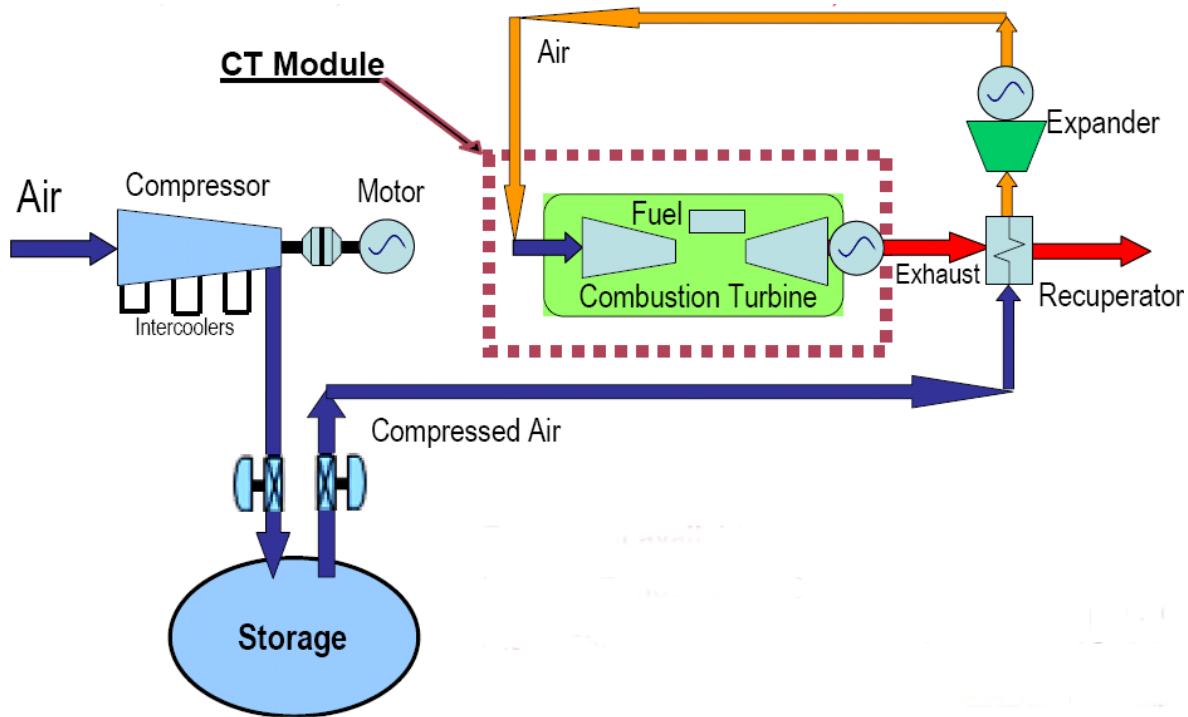 Air
CT Module
Expander
Compressor
Motor
Air
Fuel
Exhaust
Combustion Turbine
Recuperator
Intercoolers
Compressed Air
Storage